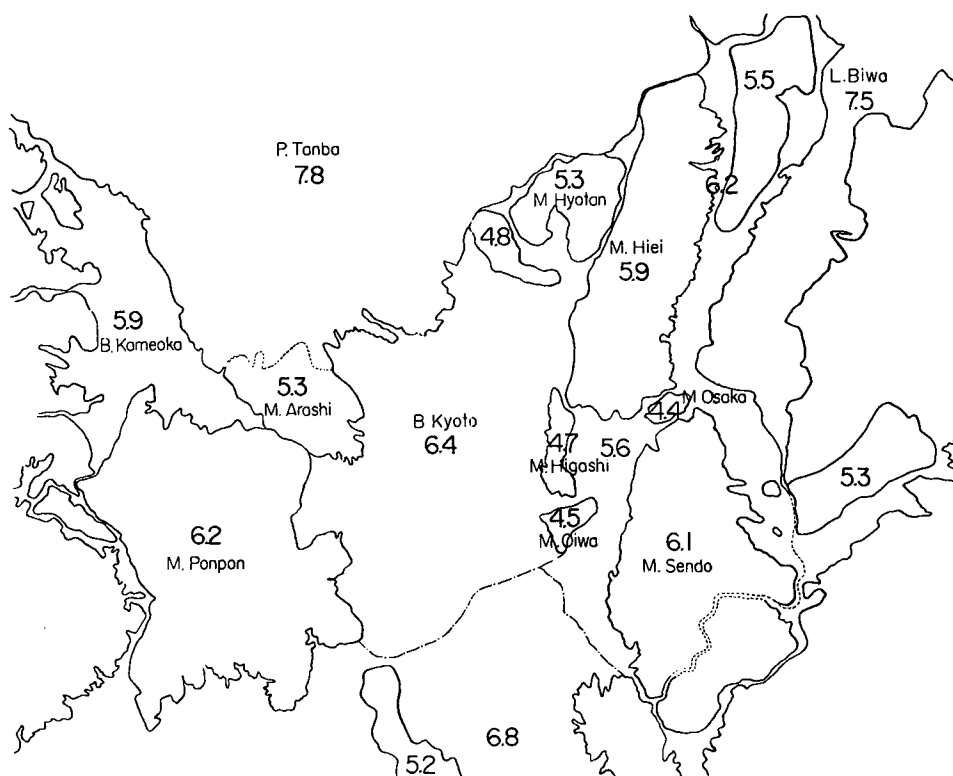 5.5
L. Biwa
7.5
P. Tanba
7.8
5.3
M. Hyotan
6.2
4.8
M. Hiei
5.9
5.9
B. Kameoka
5.3
M. Arashi
M Osaka
4.4
B Kyoto
6.4
4.7
M. Higashi
5.6
5.3
4.5
M. Oiwa
6.2
M. Ponpon
6.1
M. Sendo
6.8
5.2